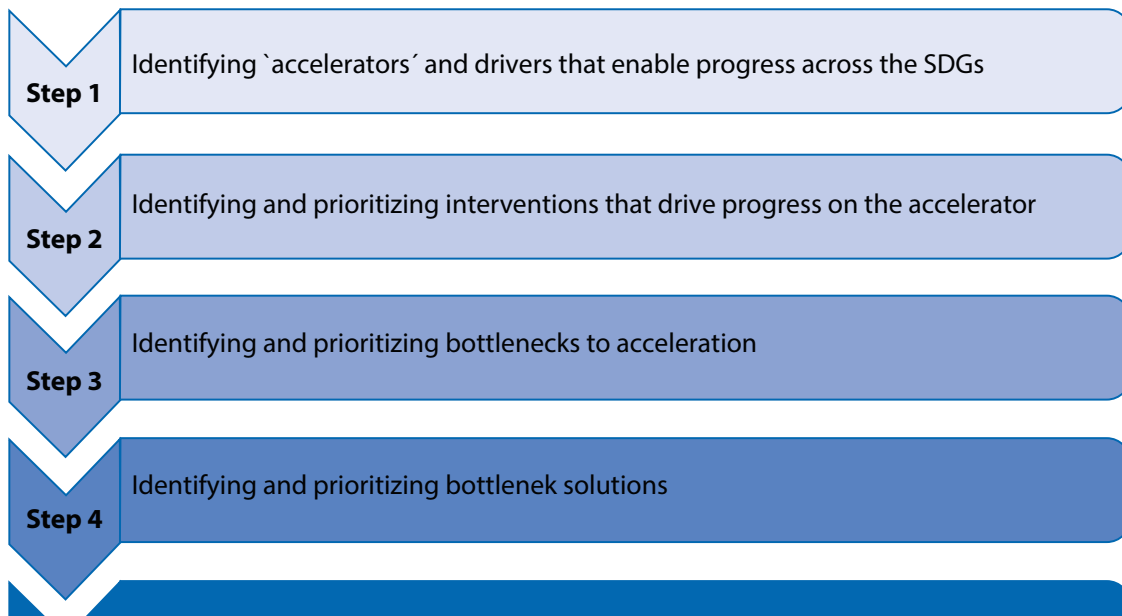 Step 1
Identifying `accelerators´ and drivers that enable progress across the SDGs
Step 2
Identifying and prioritizing interventions that drive progress on the accelerator
Step 3
Identifying and prioritizing bottlenecks to acceleration
Step 4
Identifying and prioritizing bottlenek solutions